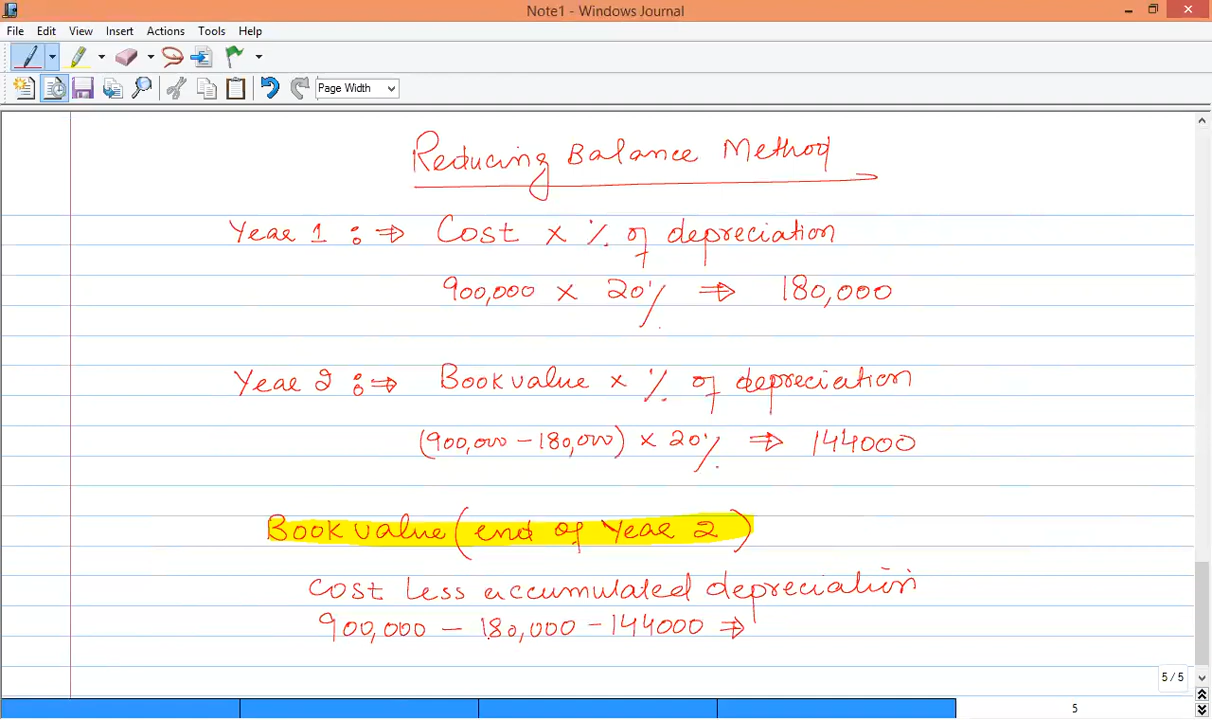 Note1 - Windows Journal
File Edit View Insert Actions Tools Help
Page Width
Reducing Balance Method
Year 1 :⇒ Cost x % of depreciation
900,000 x 20% ⇒ 180,000
Year 2 :⇒ Book value x % of depreciation
(900,000 - 180,000) x 20% ⇒ 144000
Book value (end of Year 2)
Cost less accumulated depreciation
900,000 - 180,000 - 144000 ⇒
5 / 5
5